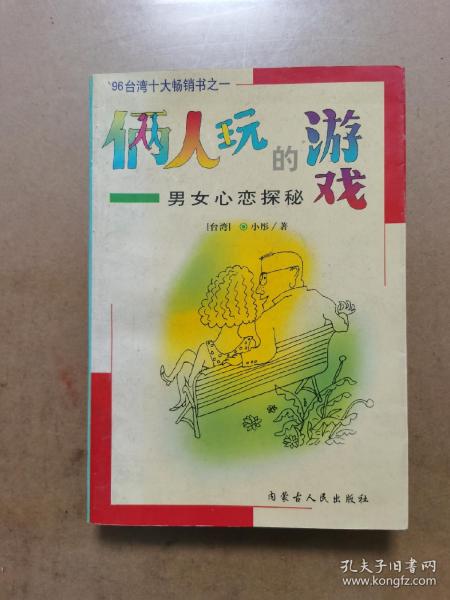 '96台湾十大畅销书之一
俩人玩的游戏
男女心恋探秘
[台湾] 小彤/著
内蒙古人民出版社
孔夫子旧书网
www.kongfz.com